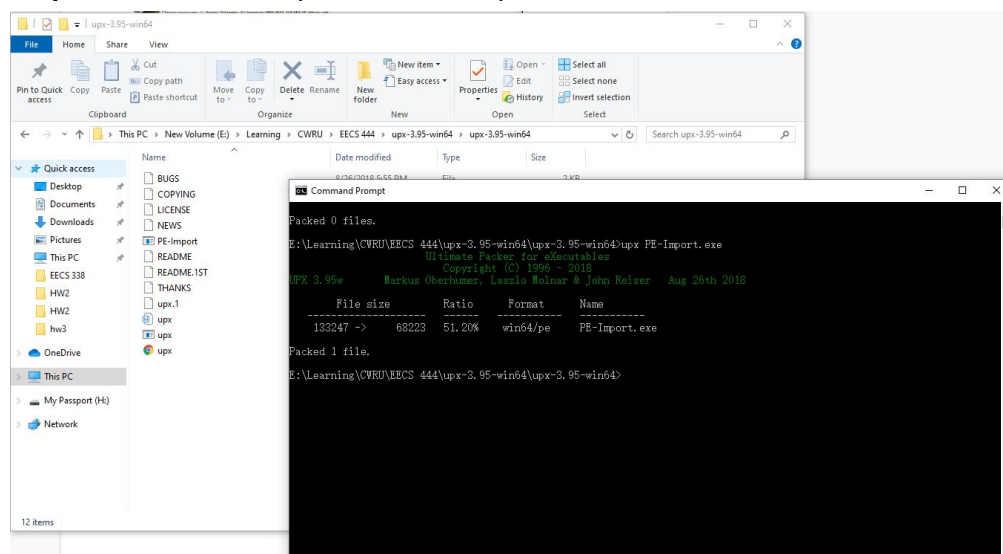 upx-3.95-win64
File Home Share View
Pin to Quick access
Copy
Paste
Cut
Copy path
Paste shortcut
Clipboard
Move to
Copy to
Delete
Rename
Organize
New folder
New item
Easy access
New
Properties
Open
Edit
History
Open
Select all
Select none
Invert selection
Select
This PC > New Volume (E:) > Learning > CWRU > EECS 444 > upx-3.95-win64 > upx-3.95-win64
Search upx-3.95-win64
Quick access
Desktop
Documents
Downloads
Pictures
This PC
EECS 338
HW2
HW2
hw3
OneDrive
This PC
My Passport (H:)
Network
Name Date modified Type Size
BUGS 8/26/2018 5:55 PM File 2 KB
COPYING
LICENSE
NEWS
PE-Import
README
README.1ST
THANKS
upx.1
upx
upx
upx
12 items
Command Prompt
Packed 0 files.
E:\Learning\CWRU\EECS 444\upx-3.95-win64\upx-3.95-win64>upx PE-Import.exe
Ultimate Packer for eXecutables
Copyright (C) 1996 - 2018
UPX 3.95w Markus Oberhumer, Laszlo Molnar & John Reiser Aug 26th 2018
File size Ratio Format Name
-------------------- ------ ----------- -----------
133247 -> 68223 51.20% win64/pe PE-Import.exe
Packed 1 file.
E:\Learning\CWRU\EECS 444\upx-3.95-win64\upx-3.95-win64>